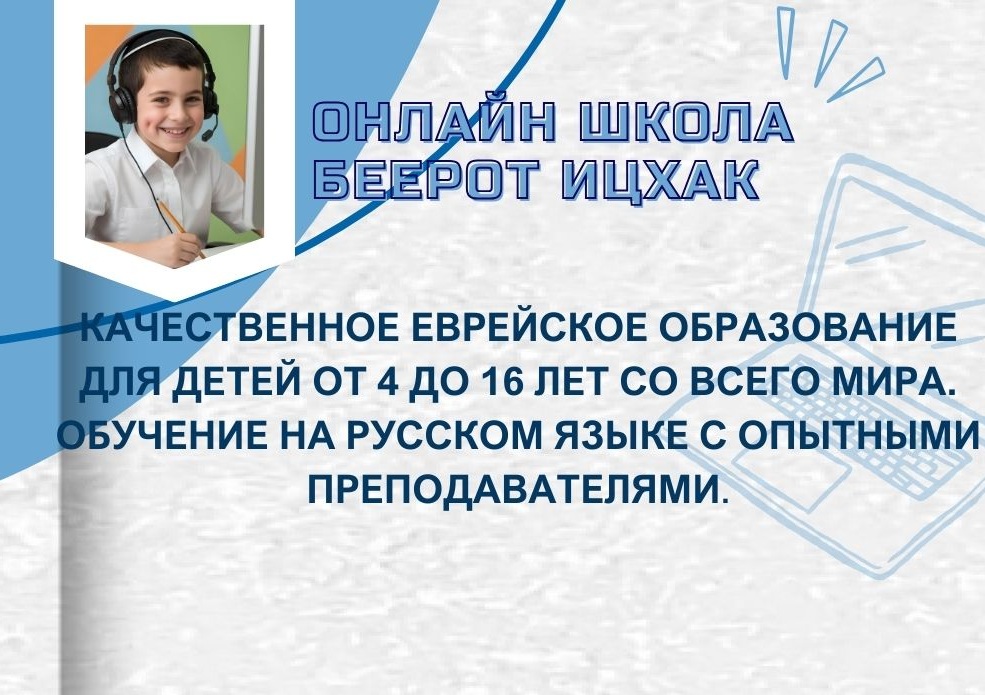 ОНЛАЙН ШКОЛА
БЕЕРОТ ИЦХАК
КАЧЕСТВЕННОЕ ЕВРЕЙСКОЕ ОБРАЗОВАНИЕ
ДЛЯ ДЕТЕЙ ОТ 4 ДО 16 ЛЕТ СО ВСЕГО МИРА.
ОБУЧЕНИЕ НА РУССКОМ ЯЗЫКЕ С ОПЫТНЫМИ
ПРЕПОДАВАТЕЛЯМИ.